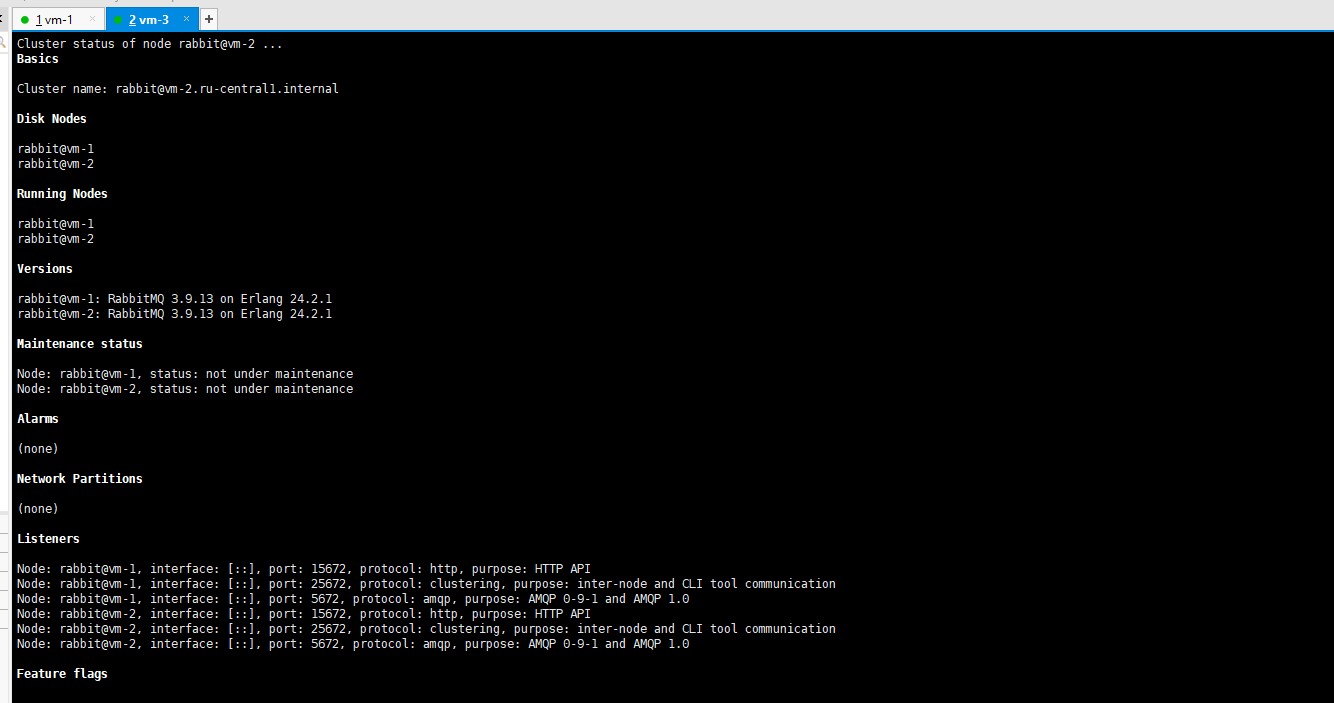 1 vm-1 × 2 vm-3 × +
Cluster status of node rabbit@vm-2 ...
Basics
Cluster name: rabbit@vm-2.ru-central1.internal
Disk Nodes
rabbit@vm-1
rabbit@vm-2
Running Nodes
rabbit@vm-1
rabbit@vm-2
Versions
rabbit@vm-1: RabbitMQ 3.9.13 on Erlang 24.2.1
rabbit@vm-2: RabbitMQ 3.9.13 on Erlang 24.2.1
Maintenance status
Node: rabbit@vm-1, status: not under maintenance
Node: rabbit@vm-2, status: not under maintenance
Alarms
(none)
Network Partitions
(none)
Listeners
Node: rabbit@vm-1, interface: [::], port: 15672, protocol: http, purpose: HTTP API
Node: rabbit@vm-1, interface: [::], port: 25672, protocol: clustering, purpose: inter-node and CLI tool communication
Node: rabbit@vm-1, interface: [::], port: 5672, protocol: amqp, purpose: AMQP 0-9-1 and AMQP 1.0
Node: rabbit@vm-2, interface: [::], port: 15672, protocol: http, purpose: HTTP API
Node: rabbit@vm-2, interface: [::], port: 25672, protocol: clustering, purpose: inter-node and CLI tool communication
Node: rabbit@vm-2, interface: [::], port: 5672, protocol: amqp, purpose: AMQP 0-9-1 and AMQP 1.0
Feature flags